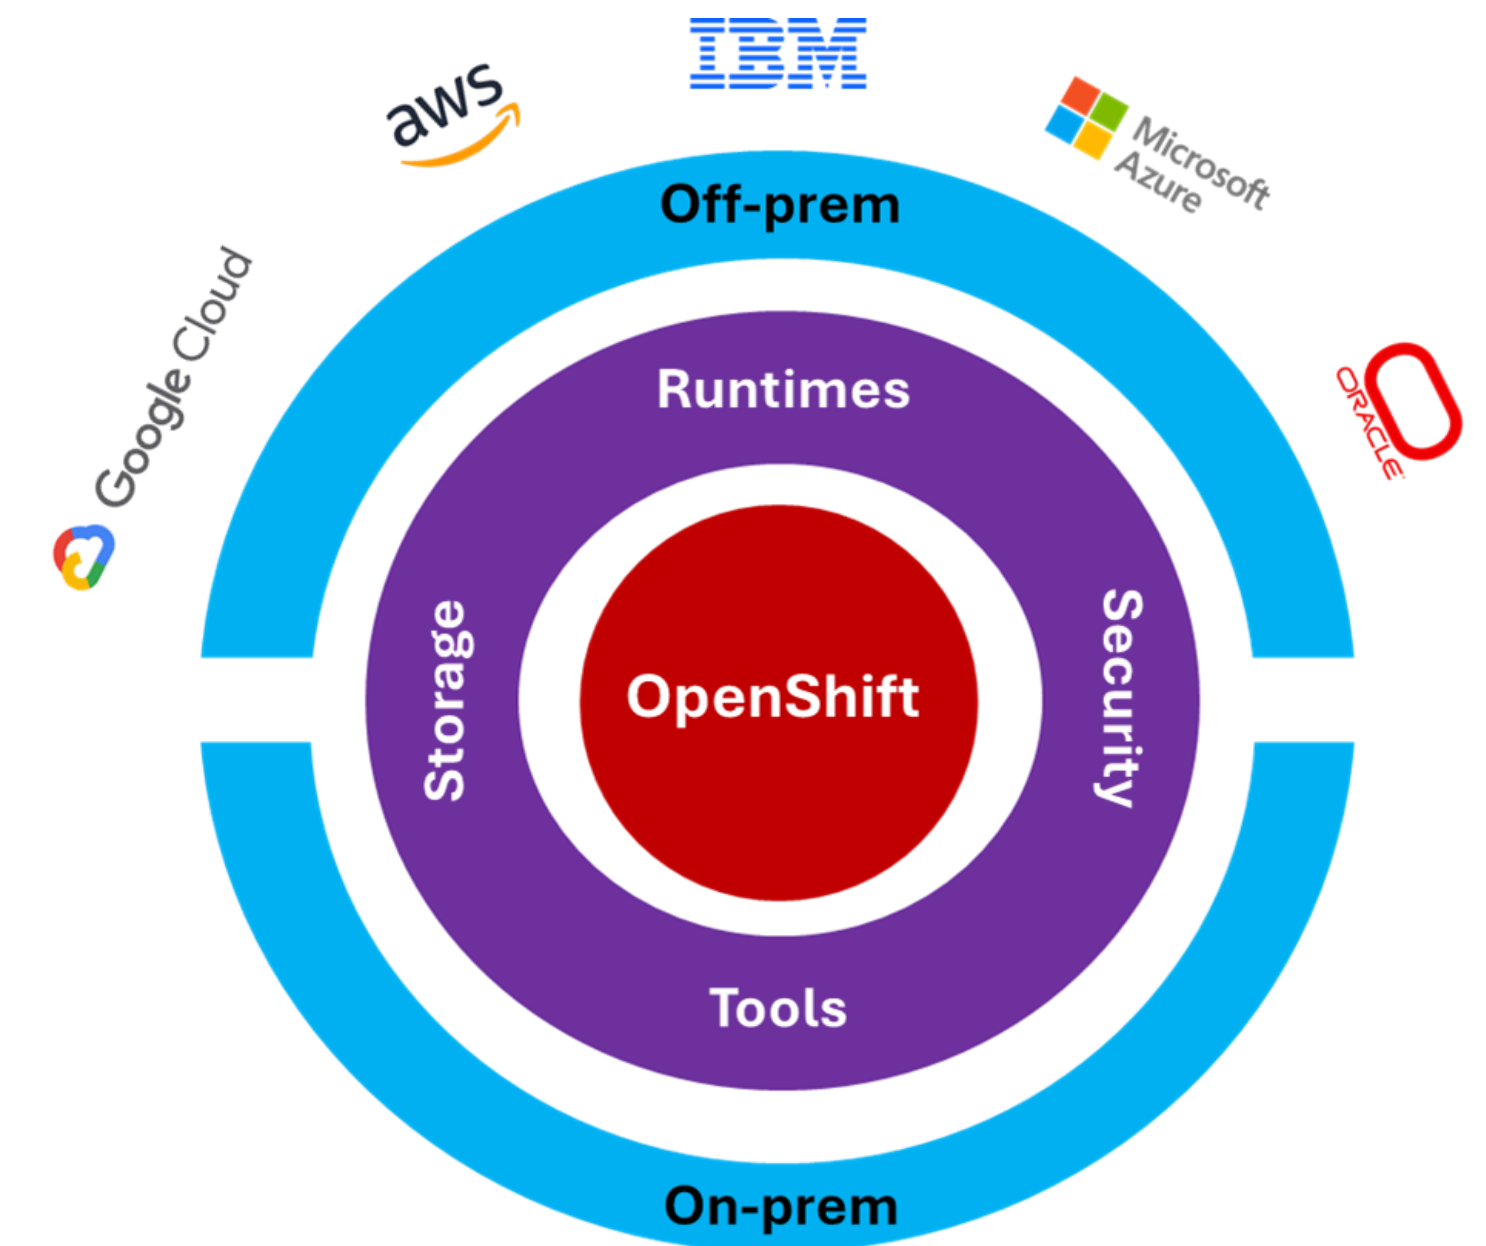 IBM
aws
Microsoft
Azure
Google Cloud
ORACLE
Off-prem
Runtimes
Storage
OpenShift
Security
Tools
On-prem